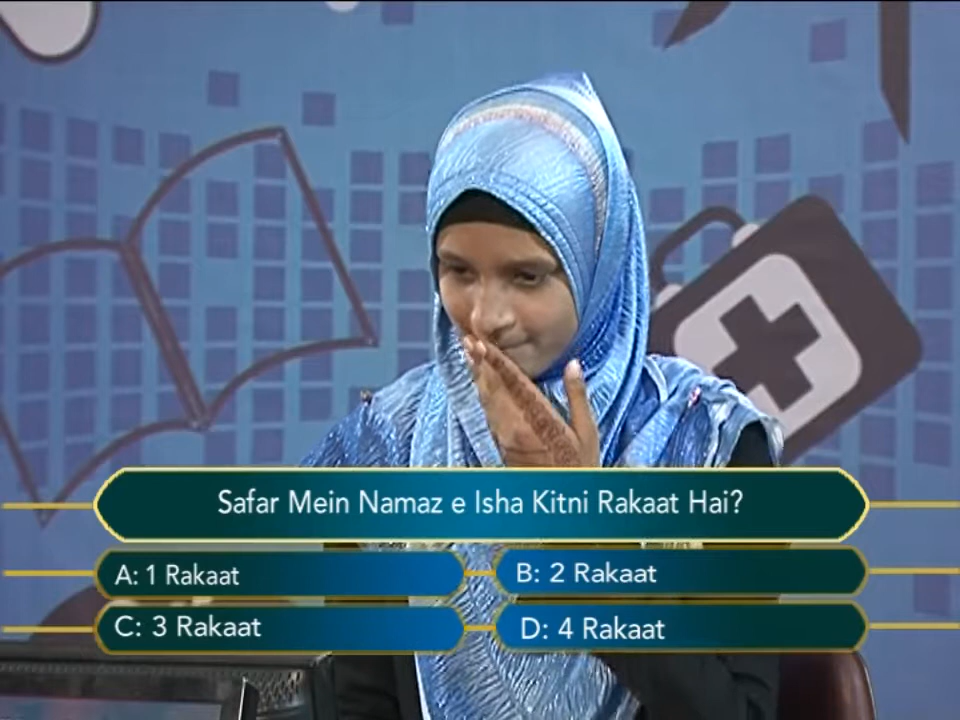 Safar Mein Namaz e Isha Kitni Rakaat Hai?
A: 1 Rakaat
B: 2 Rakaat
C: 3 Rakaat
D: 4 Rakaat